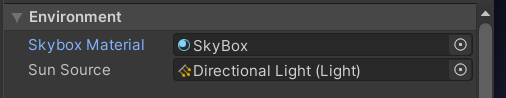 Environment
Skybox Material SkyBox
Sun Source Directional Light (Light)